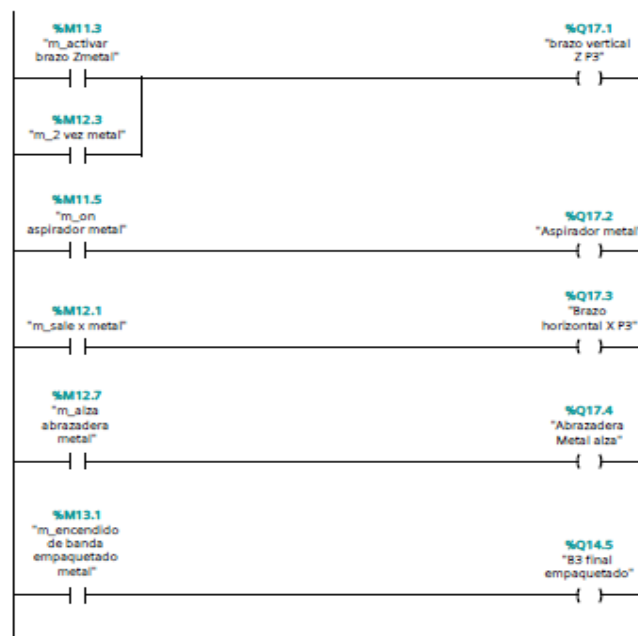 %M11.3
"m_activar
brazo Zmetal"
%Q17.1
"brazo vertical
Z P3"
%M12.3
"m_2 vez metal"
%M11.5
"m_on
aspirador metal"
%Q17.2
"Aspirador metal"
%M12.1
"m_sale x metal"
%Q17.3
"Brazo
horizontal X P3"
%M12.7
"m_alza
abrazadera
metal"
%Q17.4
"Abrazadera
Metal alza"
%M13.1
"m_encendido
de banda
empaquetado
metal"
%Q14.5
"B3 final
empaquetado"